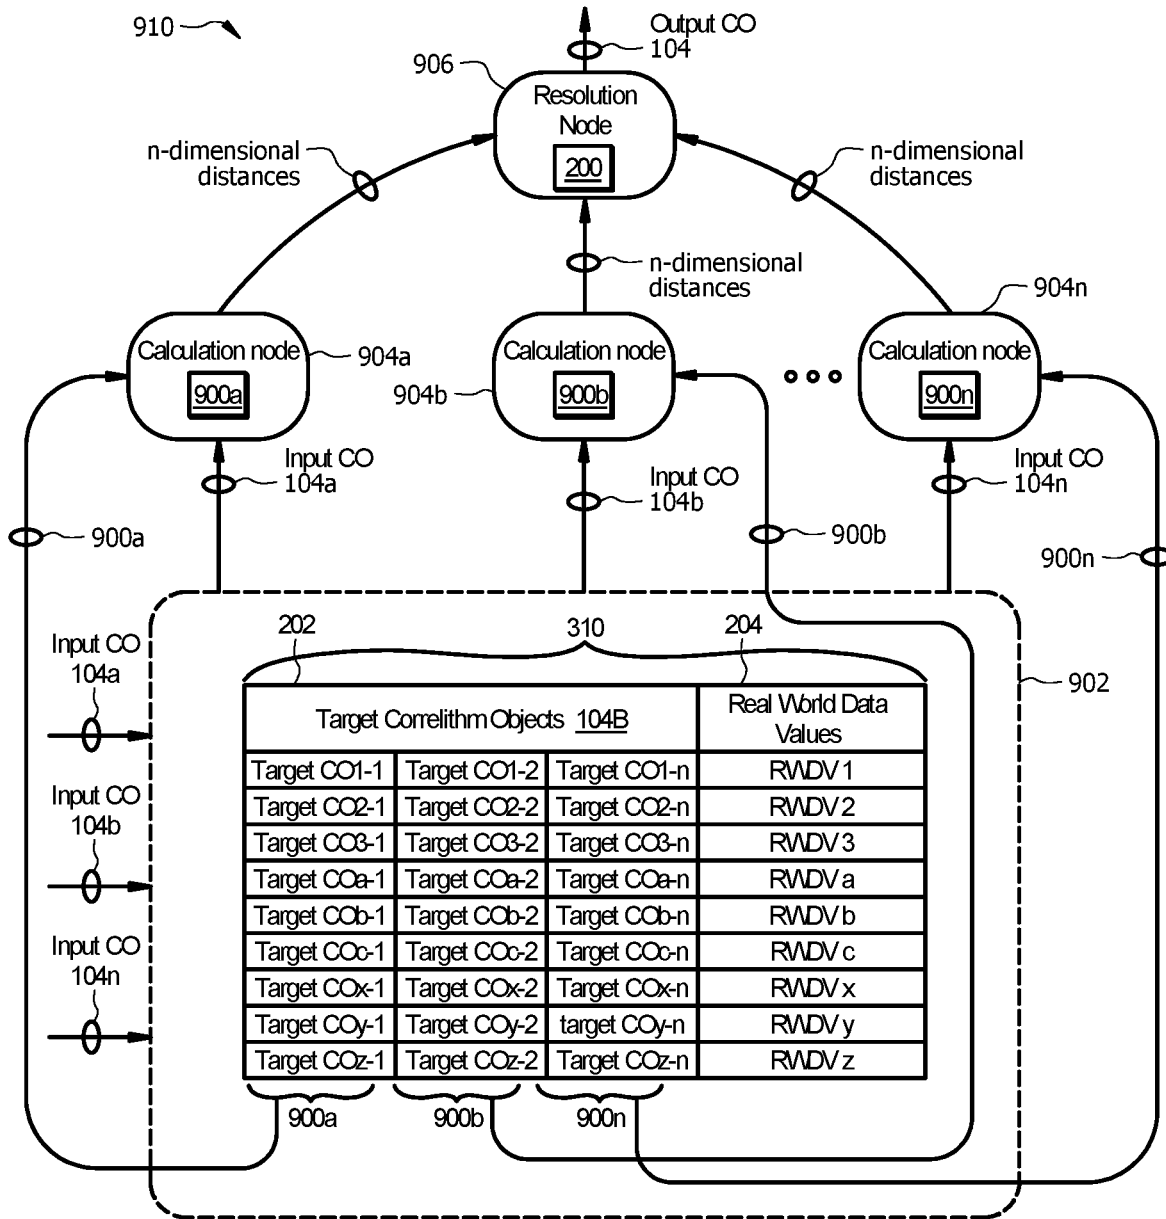 910
Output CO
104
906
Resolution
Node
200
n-dimensional
distances
n-dimensional
distances
n-dimensional
distances
904n
Calculation node
900a
904a
Calculation node
900b
904b
Calculation node
900n
Input CO
104a
Input CO
104b
Input CO
104n
900a
900b
900n
202
310
204
902
Input CO
104a
Input CO
104b
Input CO
104n
Target Correlithm Objects 104B
Real World Data
Values
Target CO1-1 Target CO1-2 Target CO1-n RWDV 1
Target CO2-1 Target CO2-2 Target CO2-n RWDV 2
Target CO3-1 Target CO3-2 Target CO3-n RWDV 3
Target COa-1 Target COa-2 Target COa-n RWDV a
Target COb-1 Target COb-2 Target COb-n RWDV b
Target COc-1 Target COc-2 Target COc-n RWDV c
Target COx-1 Target COx-2 Target COx-n RWDV x
Target COy-1 Target COy-2 target COy-n RWDV y
Target COz-1 Target COz-2 Target COz-n RWDV z
900a
900b
900n